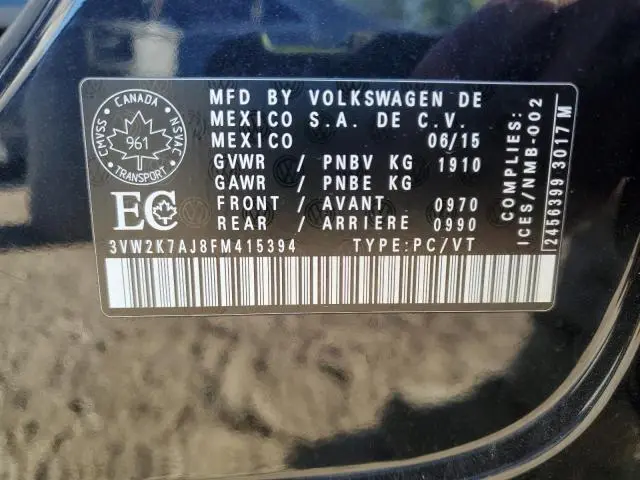 CANADA
CMVSS
961
NSVAC
TRANSPORT
EC
MFD BY VOLKSWAGEN DE
MEXICO S.A. DE C.V.
MEXICO 06/15
GVWR / PNBV KG 1910
GAWR / PNBE KG
FRONT / AVANT 0970
REAR / ARRIERE 0990
3VW2K7AJ8FM415394 TYPE:PC/VT
COMPLIES:
ICES/NMB-002
2456399 3017 M